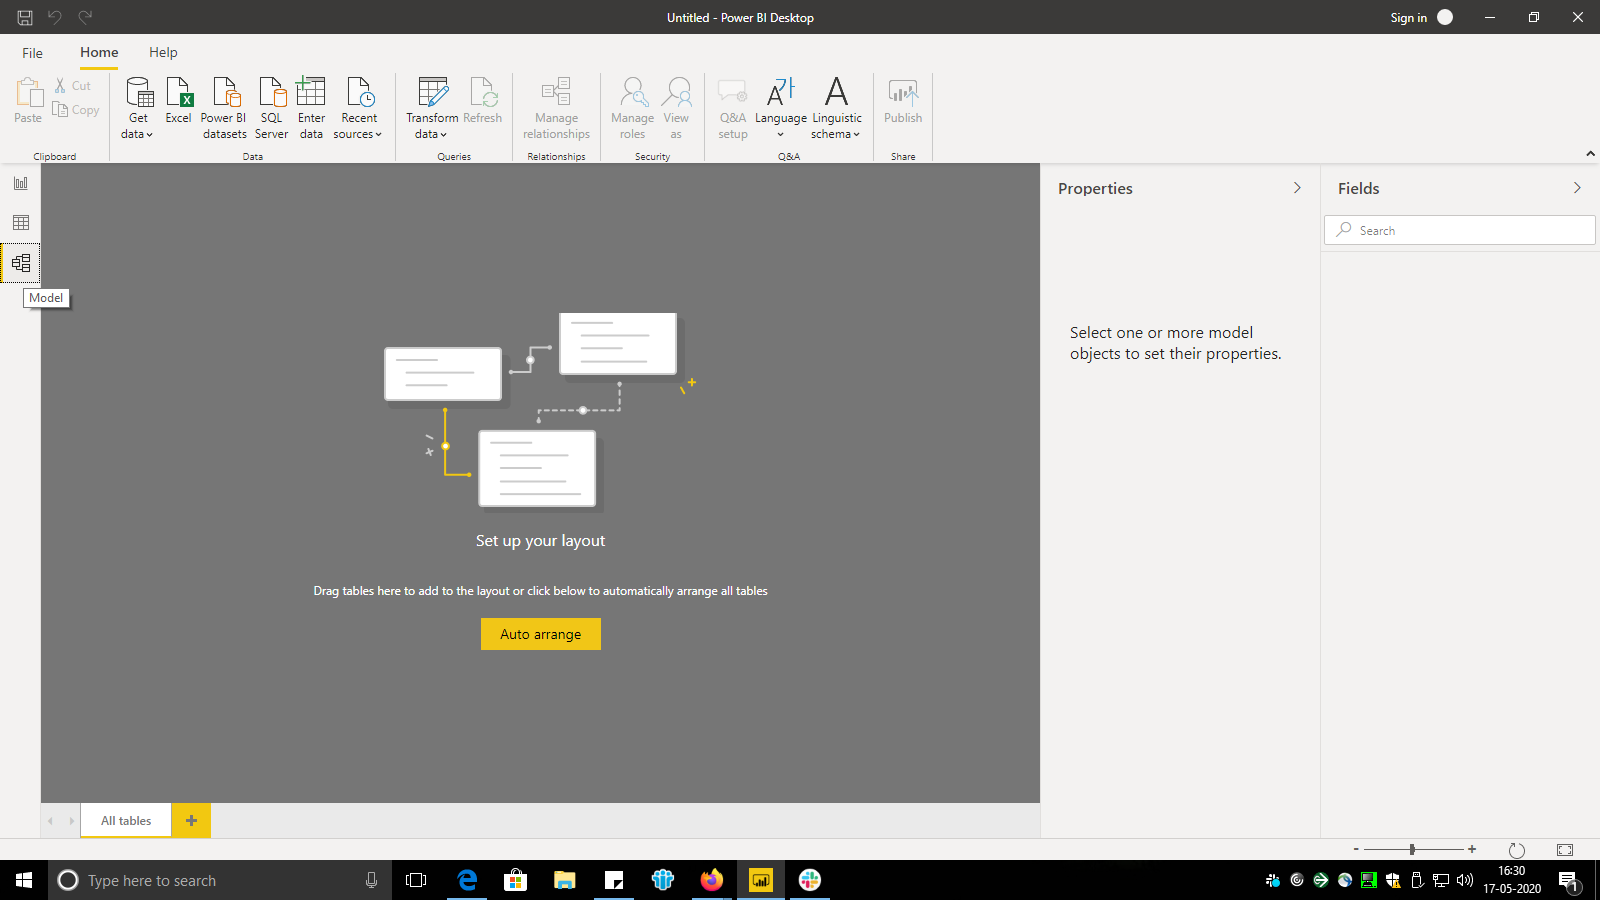 Untitled - Power BI Desktop
Sign in
File
Home
Help
Paste
Cut
Copy
Clipboard
Get data
Excel
Power BI datasets
SQL Server
Enter data
Recent sources
Data
Transform data
Refresh
Queries
Manage relationships
Relationships
Manage roles
View as
Security
Q&A setup
Language
Linguistic schema
Q&A
Publish
Share
Model
Properties
Fields
Search
Select one or more model
objects to set their properties.
Set up your layout
Drag tables here to add to the layout or click below to automatically arrange all tables
Auto arrange
All tables
+
- +
Type here to search
16:30
17-05-2020
1